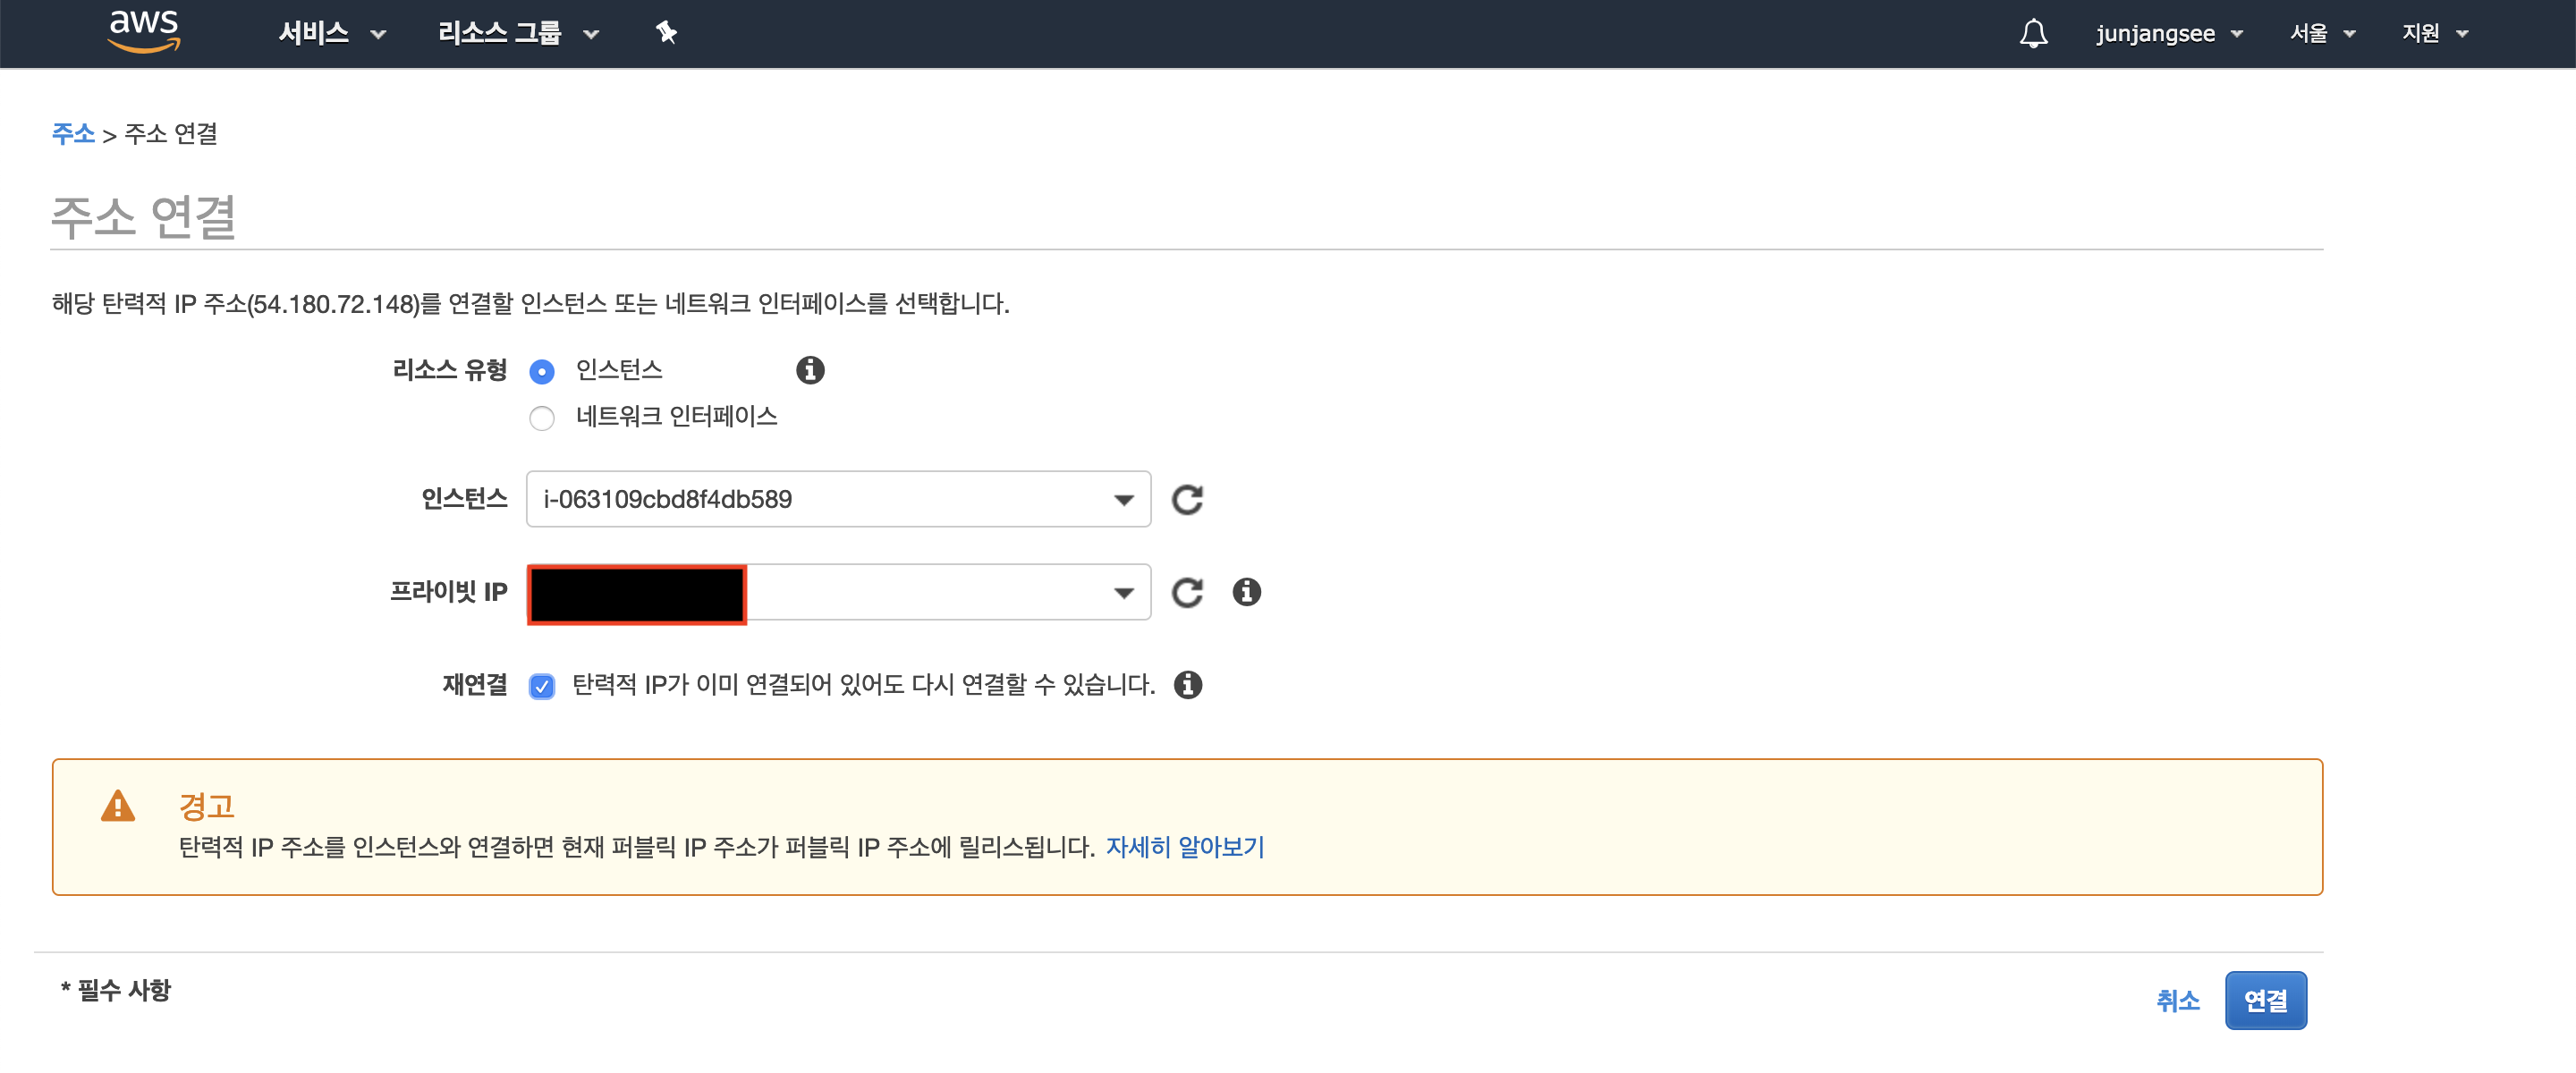 aws 서비스 리소스 그룹 junjangsee 서울 지원
주소 > 주소 연결
주소 연결
해당 탄력적 IP 주소(54.180.72.148)를 연결할 인스턴스 또는 네트워크 인터페이스를 선택합니다.
리소스 유형 인스턴스
네트워크 인터페이스
인스턴스 i-063109cbd8f4db589
프라이빗 IP
재연결 탄력적 IP가 이미 연결되어 있어도 다시 연결할 수 있습니다.
경고
탄력적 IP 주소를 인스턴스와 연결하면 현재 퍼블릭 IP 주소가 퍼블릭 IP 주소에 릴리스됩니다. 자세히 알아보기
* 필수 사항
취소 연결